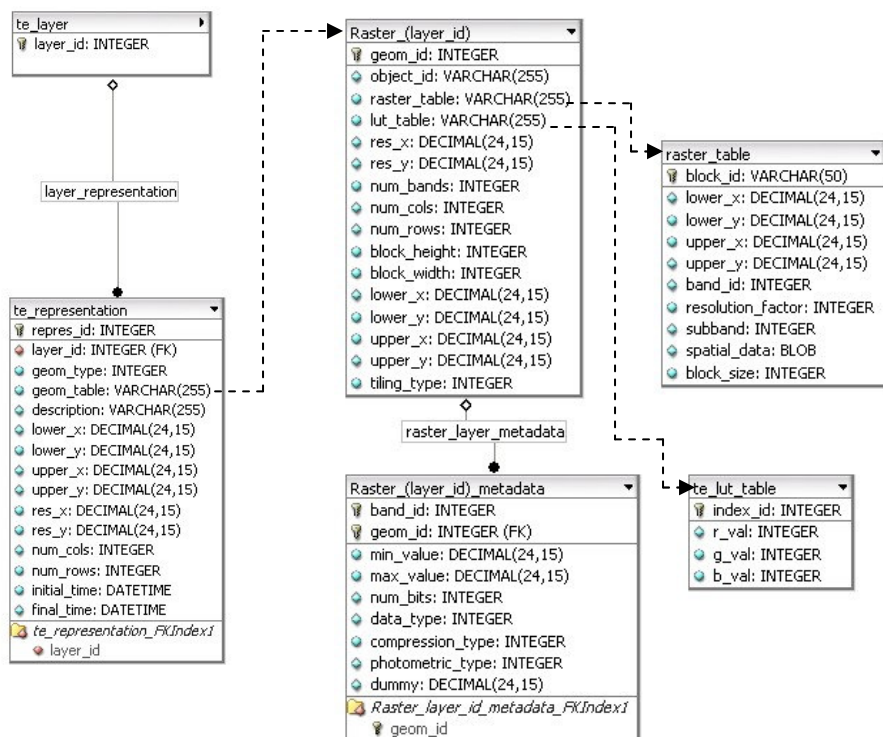 te_layer
layer_id: INTEGER
layer_representation
te_representation
repres_id: INTEGER
layer_id: INTEGER (FK)
geom_type: INTEGER
geom_table: VARCHAR(255)
description: VARCHAR(255)
lower_x: DECIMAL(24,15)
lower_y: DECIMAL(24,15)
upper_x: DECIMAL(24,15)
upper_y: DECIMAL(24,15)
res_x: DECIMAL(24,15)
res_y: DECIMAL(24,15)
num_cols: INTEGER
num_rows: INTEGER
initial_time: DATETIME
final_time: DATETIME
te_representation_FKIndex1
layer_id
Raster_(layer_id)
geom_id: INTEGER
object_id: VARCHAR(255)
raster_table: VARCHAR(255)
lut_table: VARCHAR(255)
res_x: DECIMAL(24,15)
res_y: DECIMAL(24,15)
num_bands: INTEGER
num_cols: INTEGER
num_rows: INTEGER
block_height: INTEGER
block_width: INTEGER
lower_x: DECIMAL(24,15)
lower_y: DECIMAL(24,15)
upper_x: DECIMAL(24,15)
upper_y: DECIMAL(24,15)
tiling_type: INTEGER
raster_layer_metadata
Raster_(layer_id)_metadata
band_id: INTEGER
geom_id: INTEGER (FK)
min_value: DECIMAL(24,15)
max_value: DECIMAL(24,15)
num_bits: INTEGER
data_type: INTEGER
compression_type: INTEGER
photometric_type: INTEGER
dummy: DECIMAL(24,15)
Raster_layer_id_metadata_FKIndex1
geom_id
raster_table
block_id: VARCHAR(50)
lower_x: DECIMAL(24,15)
lower_y: DECIMAL(24,15)
upper_x: DECIMAL(24,15)
upper_y: DECIMAL(24,15)
band_id: INTEGER
resolution_factor: INTEGER
subband: INTEGER
spatial_data: BLOB
block_size: INTEGER
te_lut_table
index_id: INTEGER
r_val: INTEGER
g_val: INTEGER
b_val: INTEGER